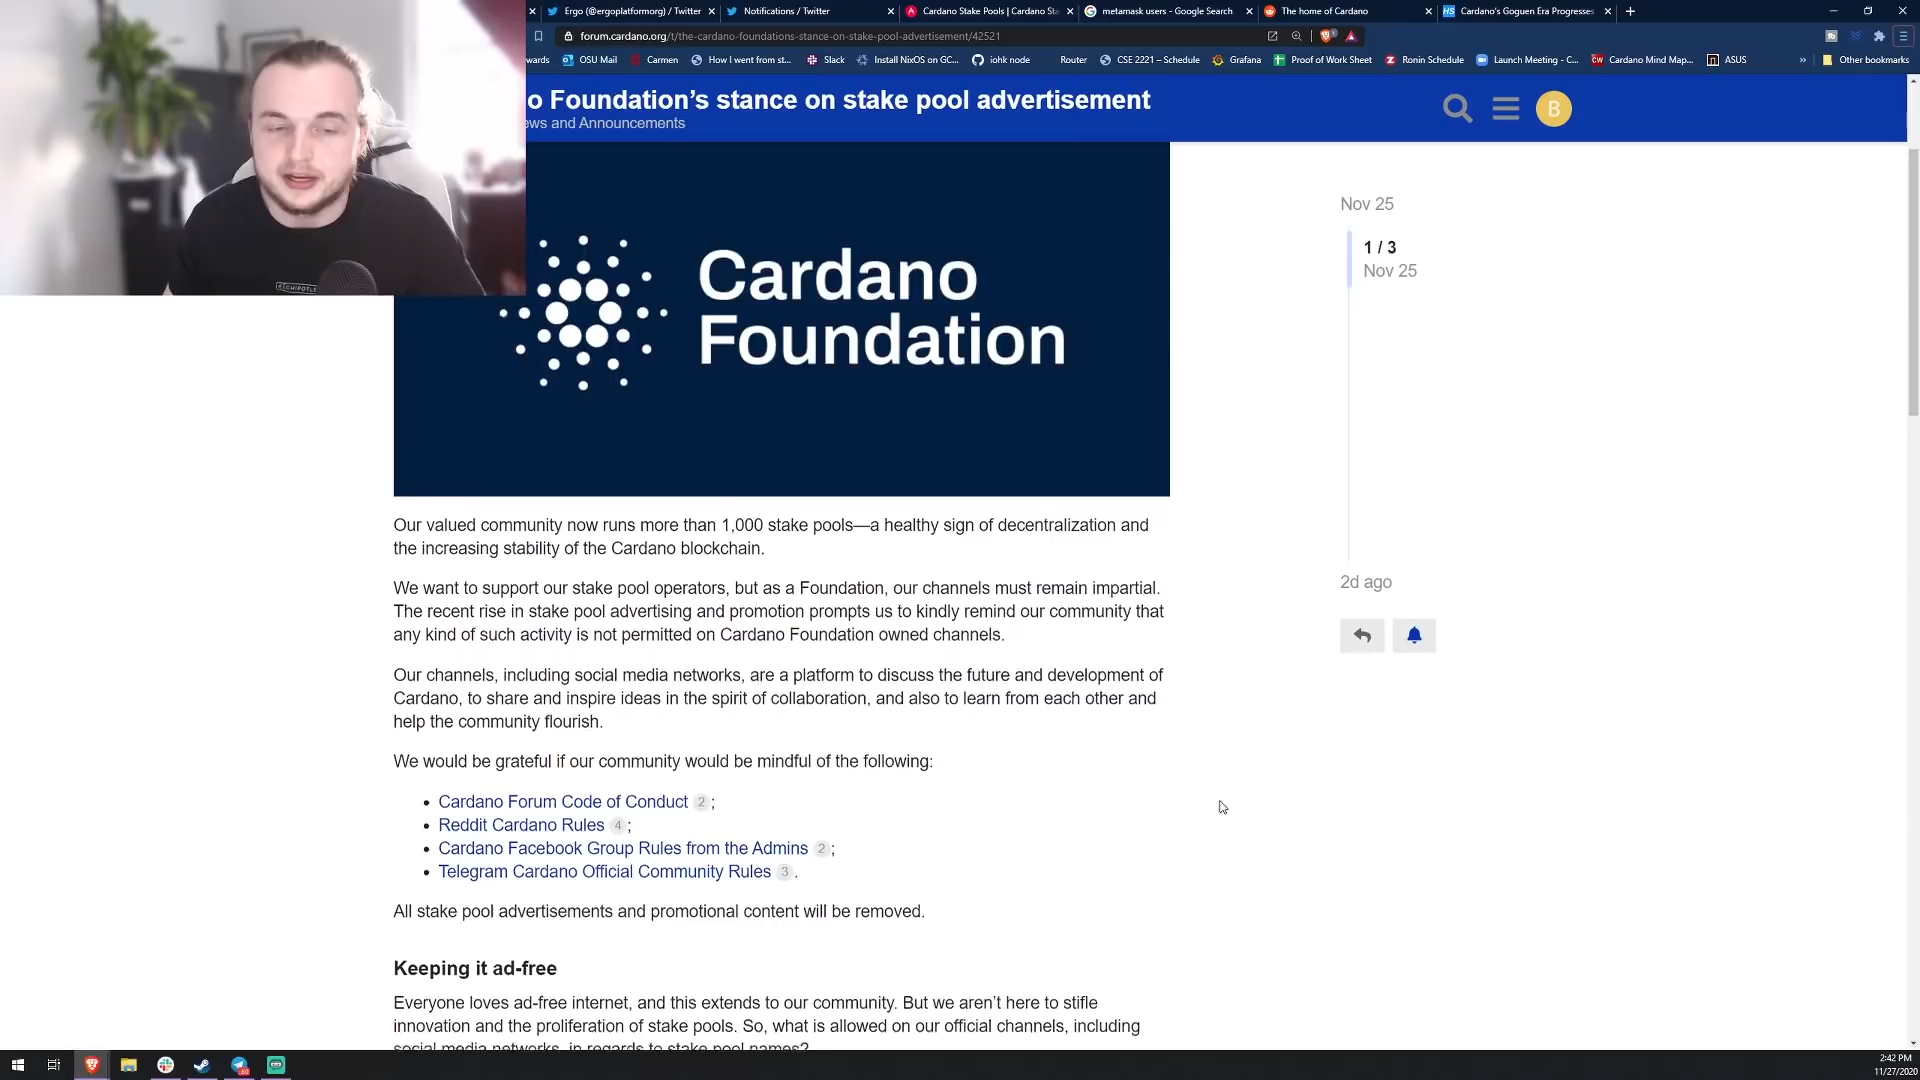 Ergo (@ergoplatformorg) / Twitter
Notifications / Twitter
Cardano Stake Pools | Cardano Sta
metamask users - Google Search
The home of Cardano
Cardano's Goguen Era Progresses
forum.cardano.org/t/the-cardano-foundations-stance-on-stake-pool-advertisement/42521
1
wards
OSU Mail
Carmen
How I went from st...
Slack
Install NixOS on GC...
iohk node
Router
CSE 2221 – Schedule
Grafana
Proof of Work Sheet
Ronin Schedule
Launch Meeting - C...
Cardano Mind Map...
ASUS
»
Other bookmarks
o Foundation’s stance on stake pool advertisement
ews and Announcements
B
CHIPOTLE
Cardano
Foundation
Nov 25
1 / 3
Nov 25
2d ago
Our valued community now runs more than 1,000 stake pools—a healthy sign of decentralization and
the increasing stability of the Cardano blockchain.
We want to support our stake pool operators, but as a Foundation, our channels must remain impartial.
The recent rise in stake pool advertising and promotion prompts us to kindly remind our community that
any kind of such activity is not permitted on Cardano Foundation owned channels.
Our channels, including social media networks, are a platform to discuss the future and development of
Cardano, to share and inspire ideas in the spirit of collaboration, and also to learn from each other and
help the community flourish.
We would be grateful if our community would be mindful of the following:
• Cardano Forum Code of Conduct 2 ;
• Reddit Cardano Rules 4 ;
• Cardano Facebook Group Rules from the Admins 2 ;
• Telegram Cardano Official Community Rules 3 .
All stake pool advertisements and promotional content will be removed.
Keeping it ad-free
Everyone loves ad-free internet, and this extends to our community. But we aren’t here to stifle
innovation and the proliferation of stake pools. So, what is allowed on our official channels, including
social media networks, in regards to stake pool names?
2:42 PM
11/27/2020